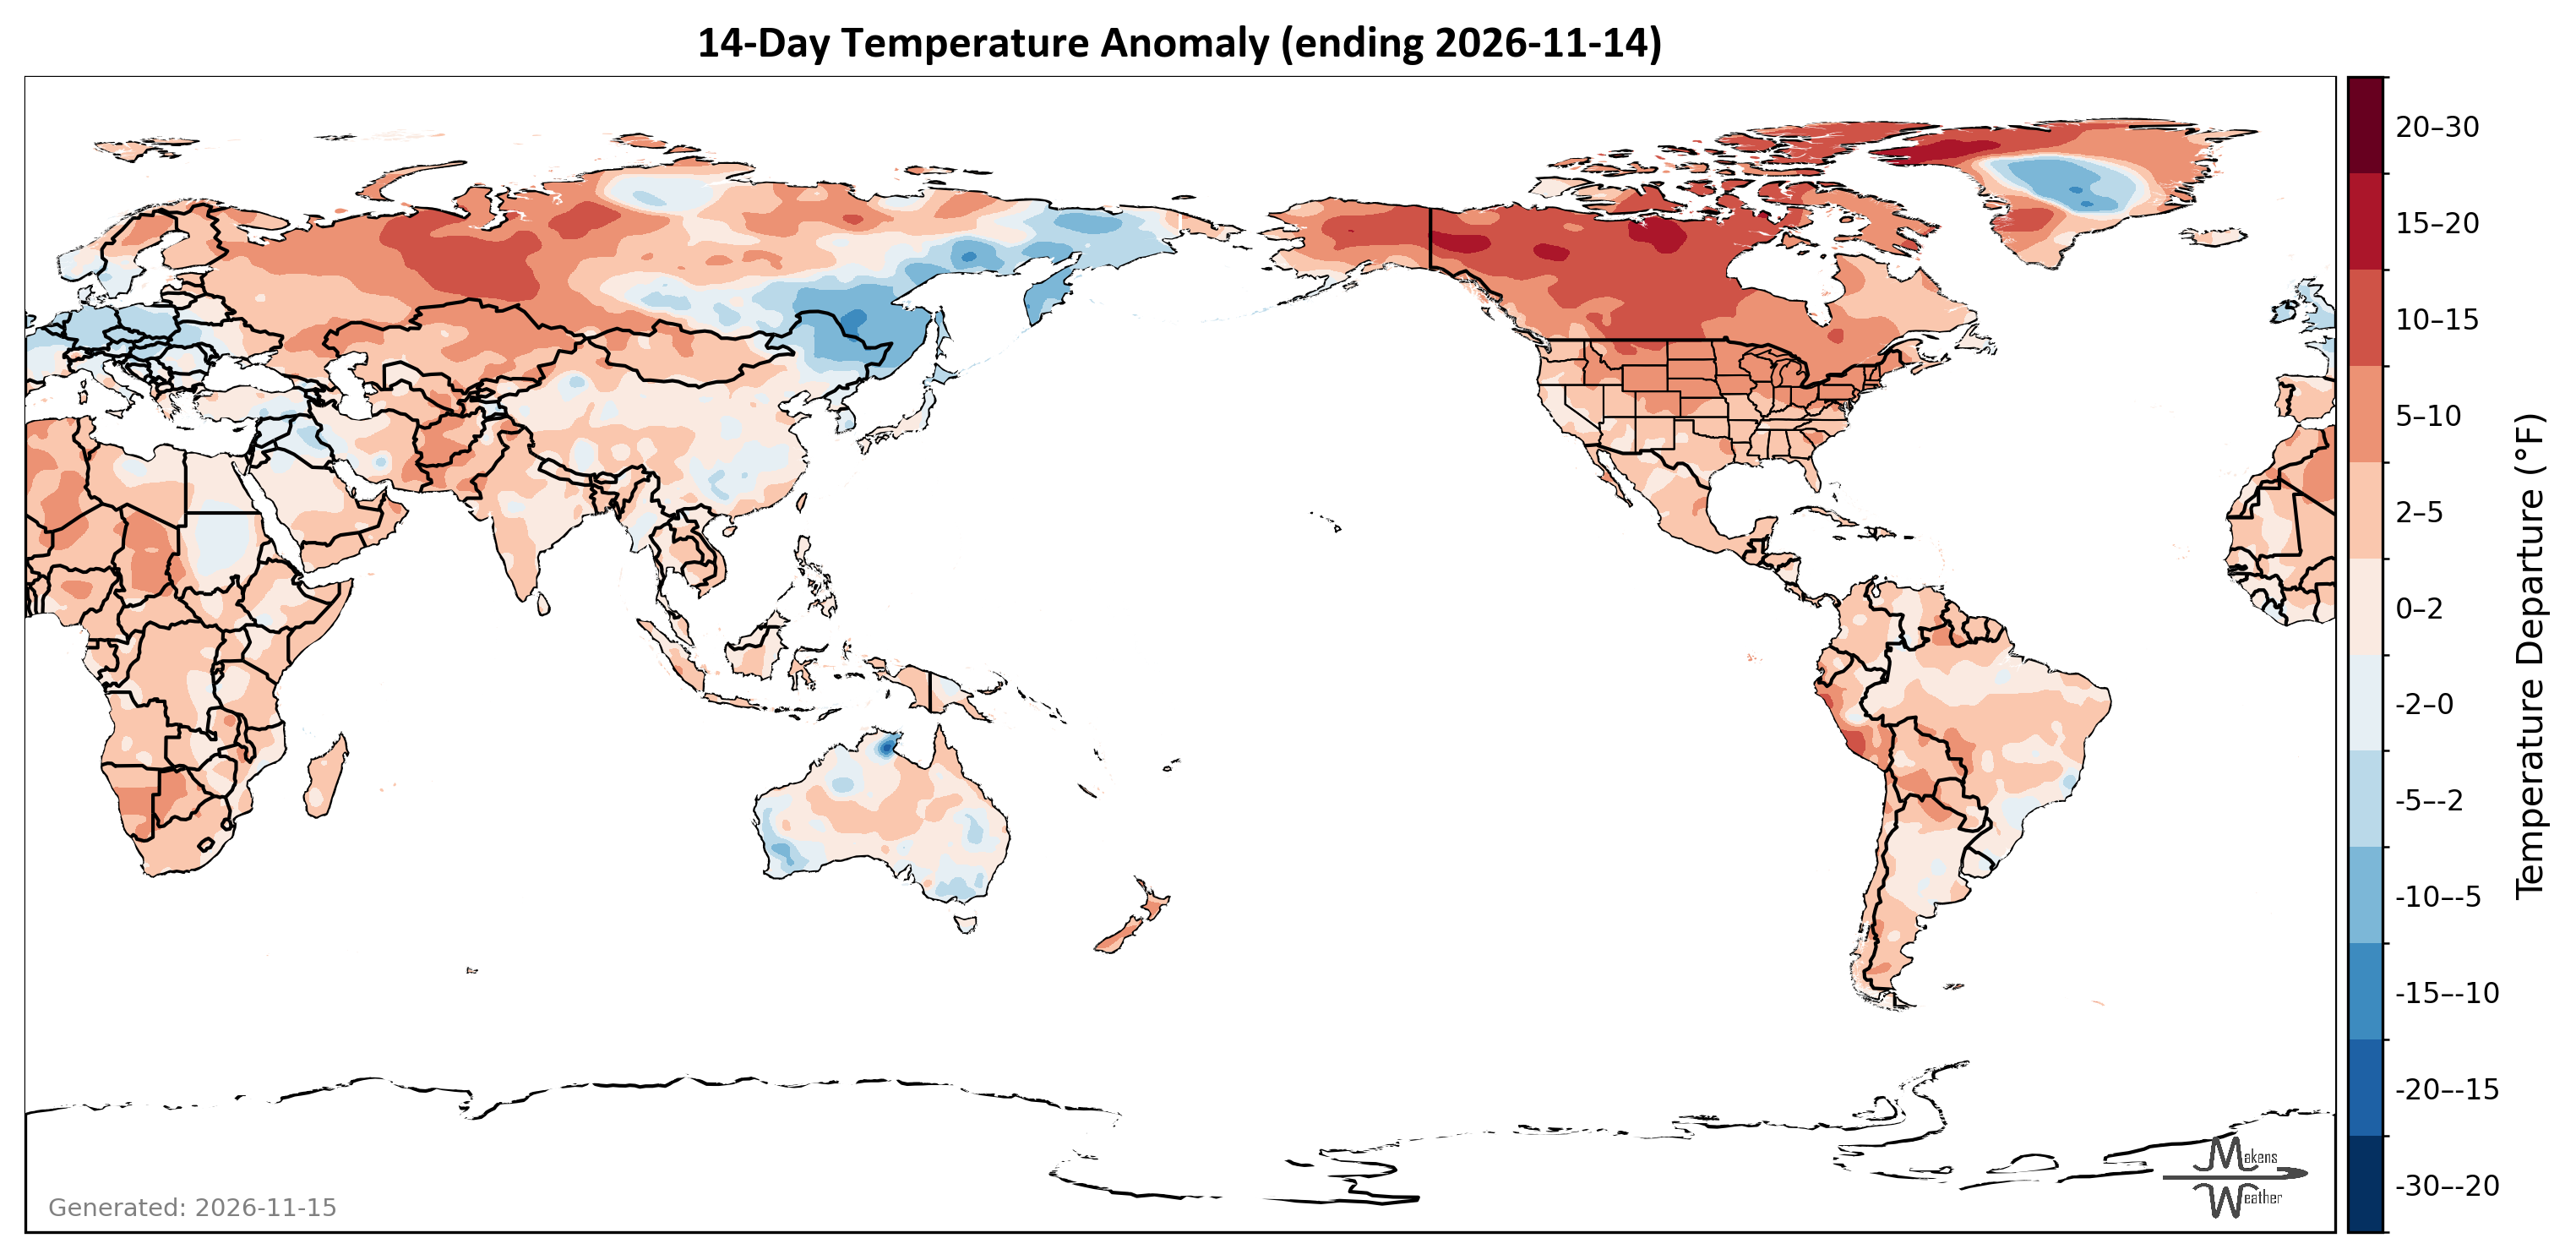 14-Day Temperature Anomaly (ending 2026-11-14)
20–30
15–20
10–15
5–10
2–5
0–2
-2–0
-5–-2
-10–-5
-15–-10
-20–-15
-30–-20
Temperature Departure (°F)
Generated: 2026-11-15
Makens
Weather